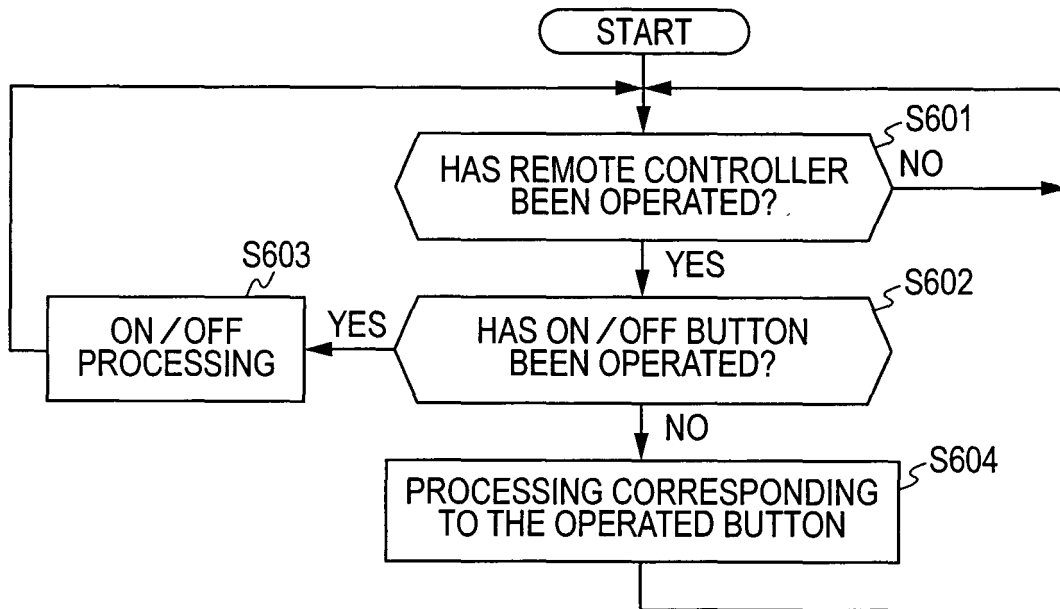 START
S601
HAS REMOTE CONTROLLER
BEEN OPERATED?
NO
YES
S603
S602
ON/OFF
PROCESSING
YES
HAS ON/OFF BUTTON
BEEN OPERATED?
NO
S604
PROCESSING CORRESPONDING
TO THE OPERATED BUTTON